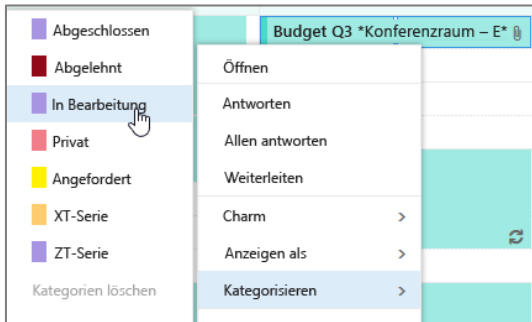 Budget Q3 *Konferenzraum – E*
Abgeschlossen
Abgelehnt
In Bearbeitung
Privat
Angefordert
XT-Serie
ZT-Serie
Kategorien löschen
Öffnen
Antworten
Allen antworten
Weiterleiten
Charm
Anzeigen als
Kategorisieren